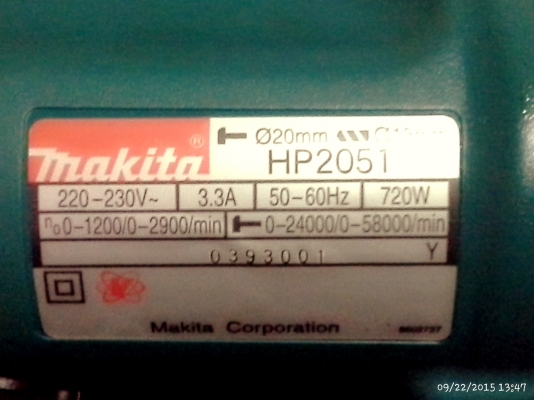 Ø20mm
makita® HP2051
220-230V~ 3.3A 50-60Hz 720W
n₀0-1200/0-2900/min 0-24000/0-58000/min
0393001 Y
Makita Corporation
09/22/2015 13:47